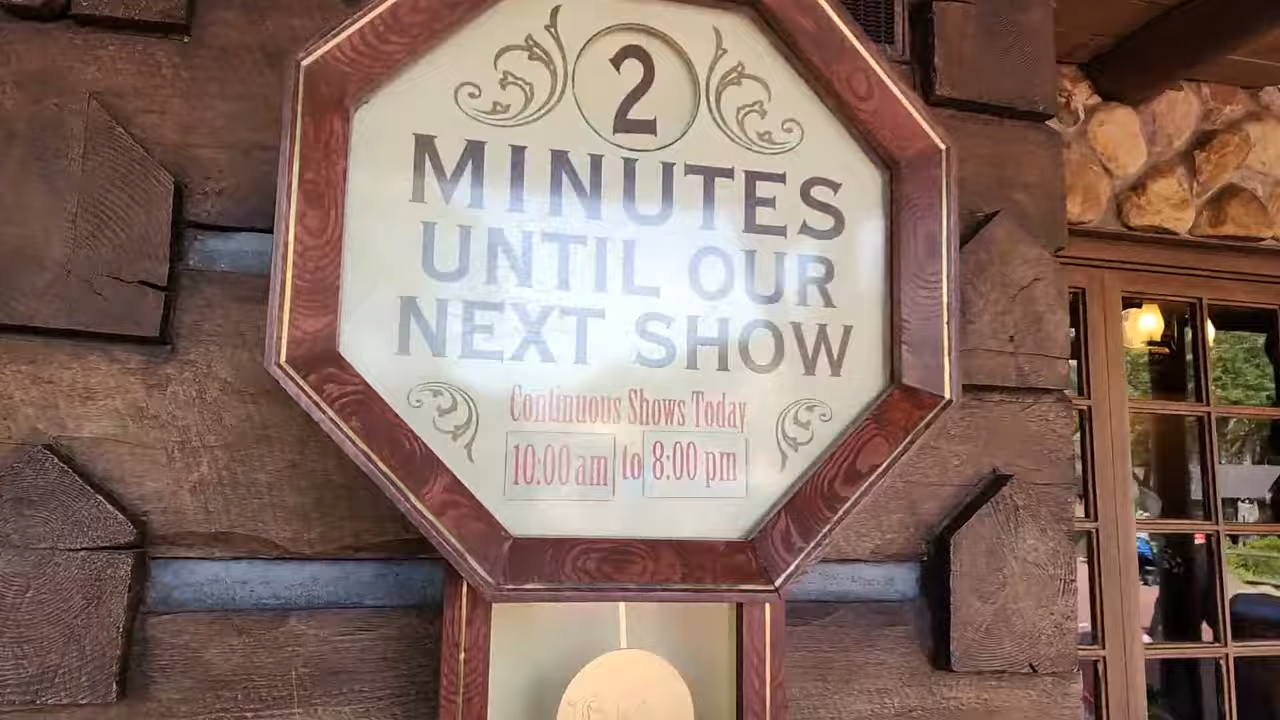 2
MINUTES
UNTIL OUR
NEXT SHOW
Continuous Shows Today
10:00 am to 8:00 pm